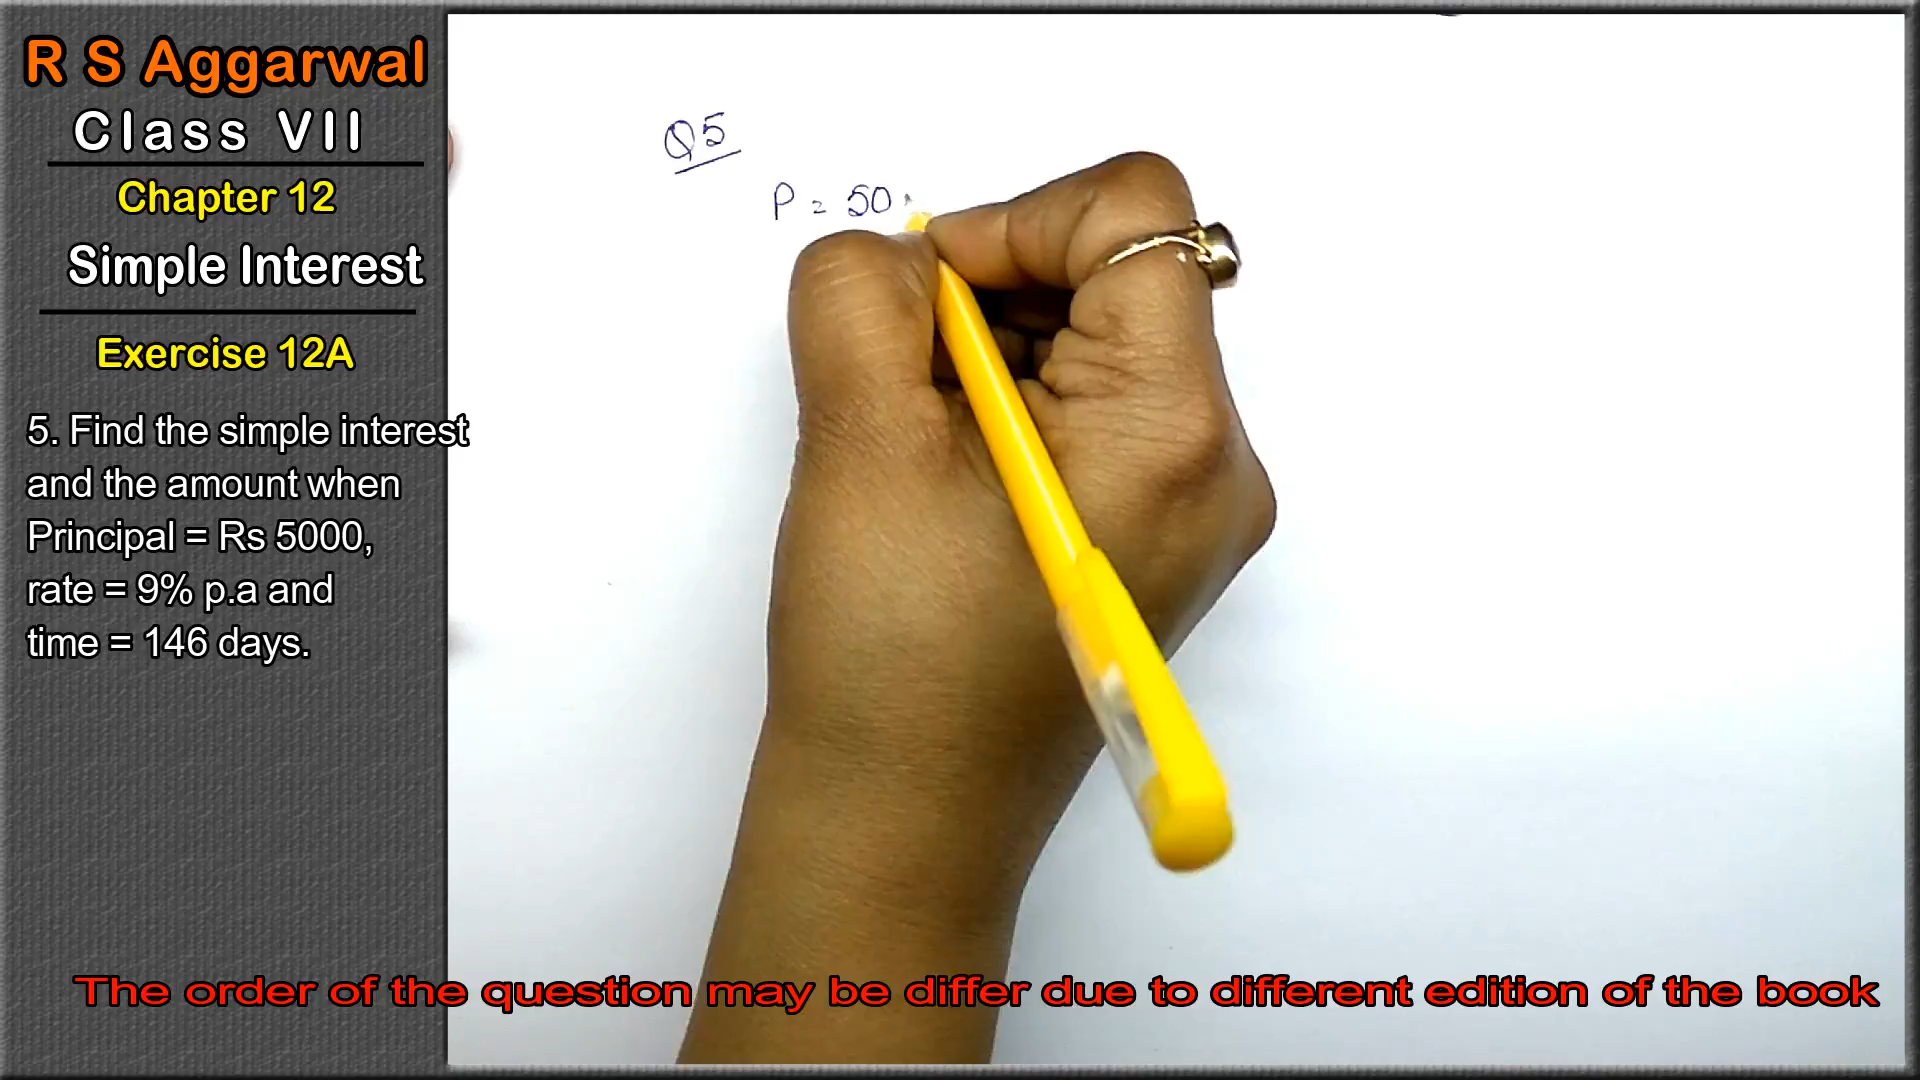 R S Aggarwal
Class VII
Chapter 12
Simple Interest
Exercise 12A
5. Find the simple interest
and the amount when
Principal = Rs 5000,
rate = 9% p.a and
time = 146 days.
Q5
P = 50
The order of the question may be differ due to different edition of the book